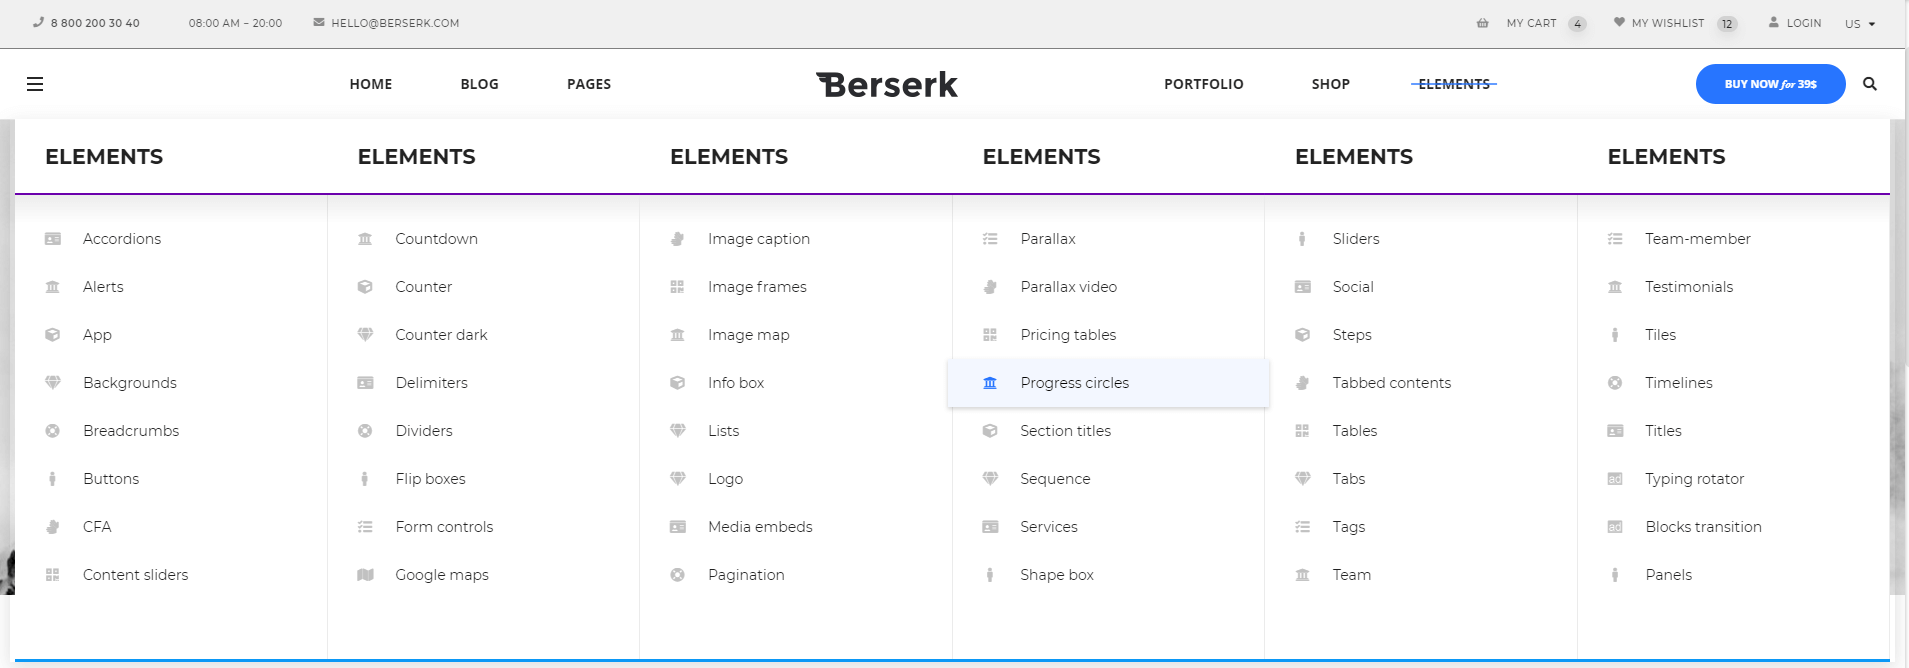 8 800 200 30 40 08:00 AM – 20:00 HELLO@BERSERK.COM MY CART 4 MY WISHLIST 12 LOGIN US
HOME BLOG PAGES Berserk PORTFOLIO SHOP ELEMENTS BUY NOW for 39$
ELEMENTS ELEMENTS ELEMENTS ELEMENTS ELEMENTS ELEMENTS
Accordions Countdown Image caption Parallax Sliders Team-member
Alerts Counter Image frames Parallax video Social Testimonials
App Counter dark Image map Pricing tables Steps Tiles
Backgrounds Delimiters Info box Progress circles Tabbed contents Timelines
Breadcrumbs Dividers Lists Section titles Tables Titles
Buttons Flip boxes Logo Sequence Tabs Typing rotator
CFA Form controls Media embeds Services Tags Blocks transition
Content sliders Google maps Pagination Shape box Team Panels